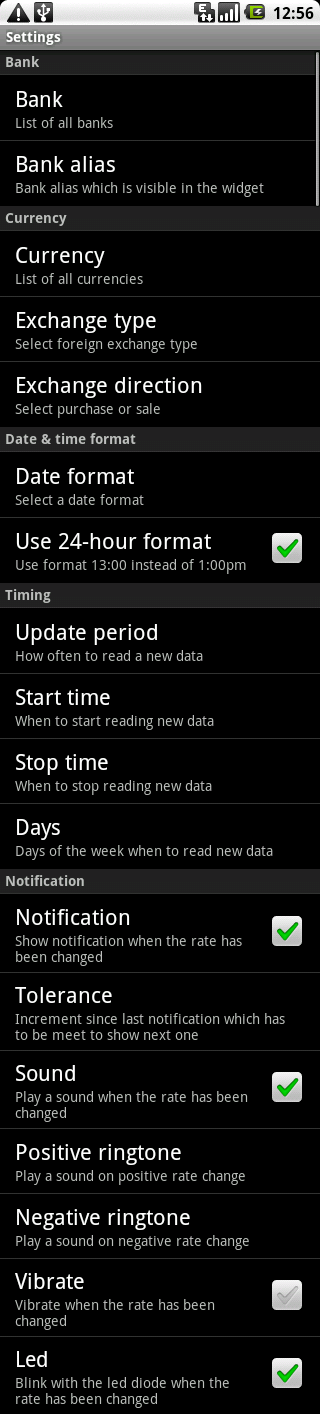 12:56
Settings
Bank
Bank
List of all banks
Bank alias
Bank alias which is visible in the widget
Currency
Currency
List of all currencies
Exchange type
Select foreign exchange type
Exchange direction
Select purchase or sale
Date & time format
Date format
Select a date format
Use 24-hour format
Use format 13:00 instead of 1:00pm
Timing
Update period
How often to read a new data
Start time
When to start reading new data
Stop time
When to stop reading new data
Days
Days of the week when to read new data
Notification
Notification
Show notification when the rate has
been changed
Tolerance
Increment since last notification which has
to be meet to show next one
Sound
Play a sound when the rate has been
changed
Positive ringtone
Play a sound on positive rate change
Negative ringtone
Play a sound on negative rate change
Vibrate
Vibrate when the rate has been
changed
Led
Blink with the led diode when the
rate has been changed